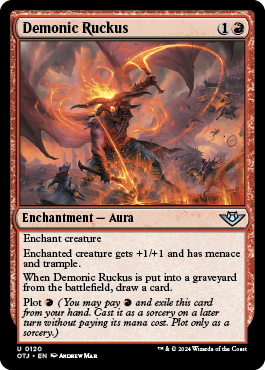 Demonic Ruckus 1
Enchantment — Aura
Enchant creature
Enchanted creature gets +1/+1 and has menace
and trample.
When Demonic Ruckus is put into a graveyard
from the battlefield, draw a card.
Plot (You may pay and exile this card
from your hand. Cast it as a sorcery on a later
turn without paying its mana cost. Plot only as a
sorcery.)
U 0120
OTJ • EN Andrew Mar
™ & © 2024 Wizards of the Coast